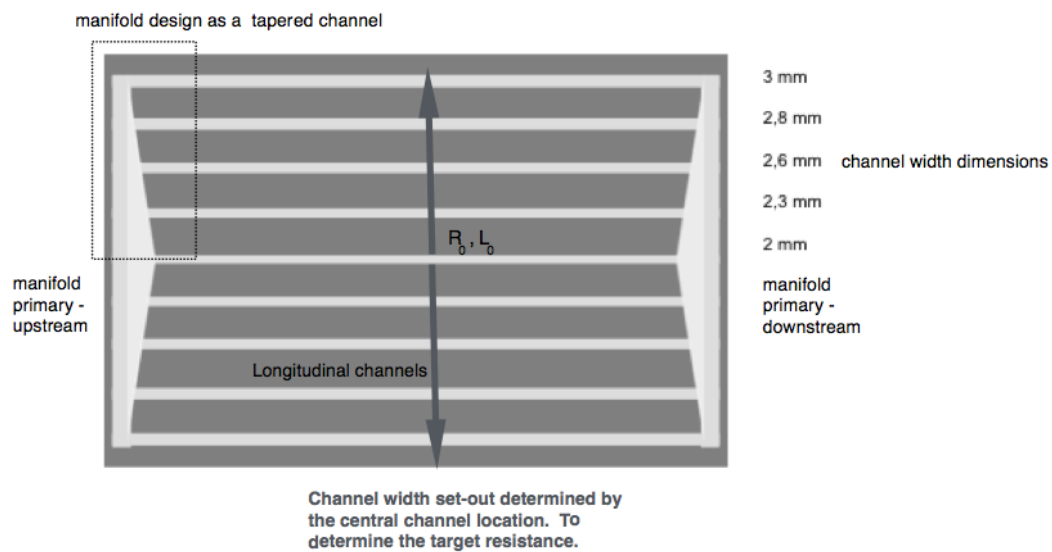 manifold design as a tapered channel
3 mm
2,8 mm
2,6 mm channel width dimensions
2,3 mm
R0 , L0
2 mm
manifold
primary -
upstream
manifold
primary -
downstream
Longitudinal channels
Channel width set-out determined by
the central channel location. To
determine the target resistance.